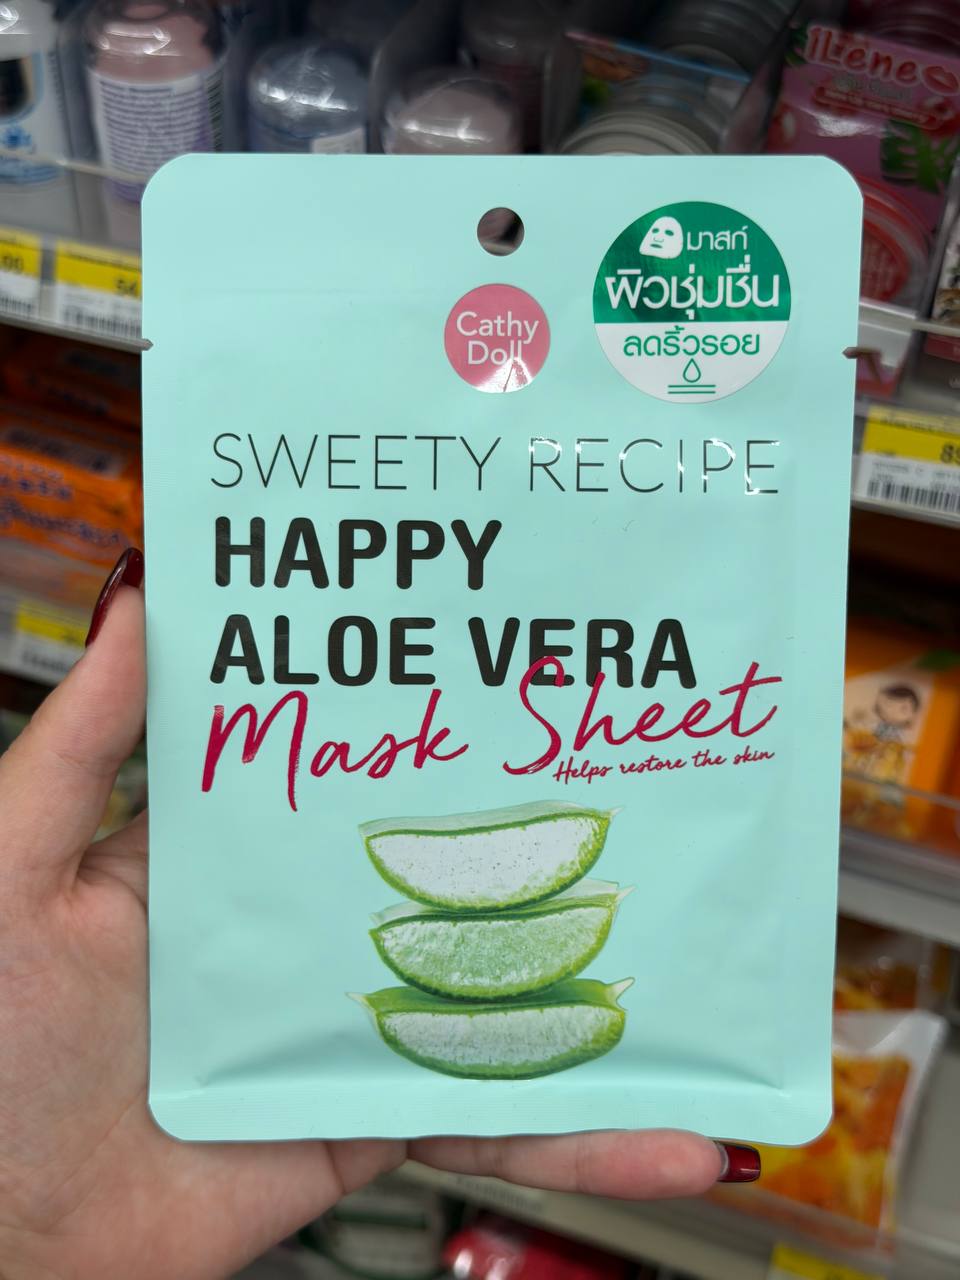 iLene
มาสก์
ผิวชุ่มชื่น
ลดริ้วรอย
Cathy
Doll
SWEETY RECIPE
HAPPY
ALOE VERA
Mask Sheet
Helps restore the skin